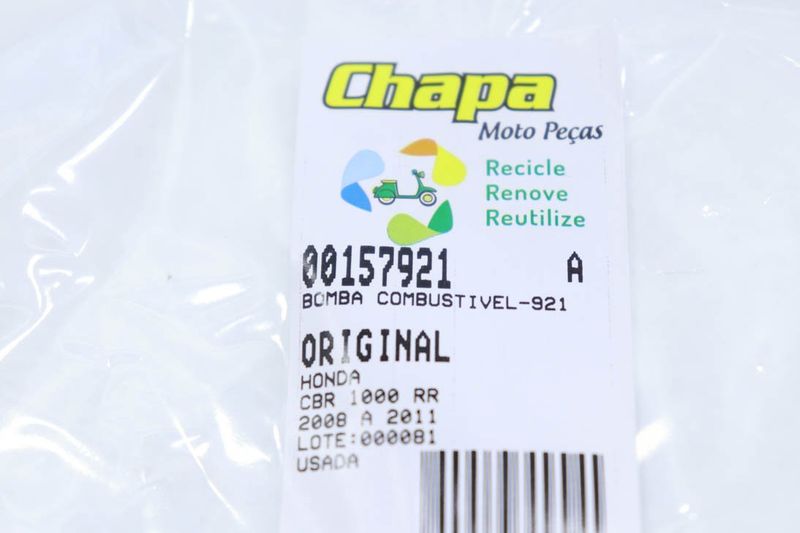 Chapa
Moto Peças
Recicle
Renove
Reutilize
00157921 A
BOMBA COMBUSTIVEL-921
ORIGINAL
HONDA
CBR 1000 RR
2008 A 2011
LOTE:000081
USADA